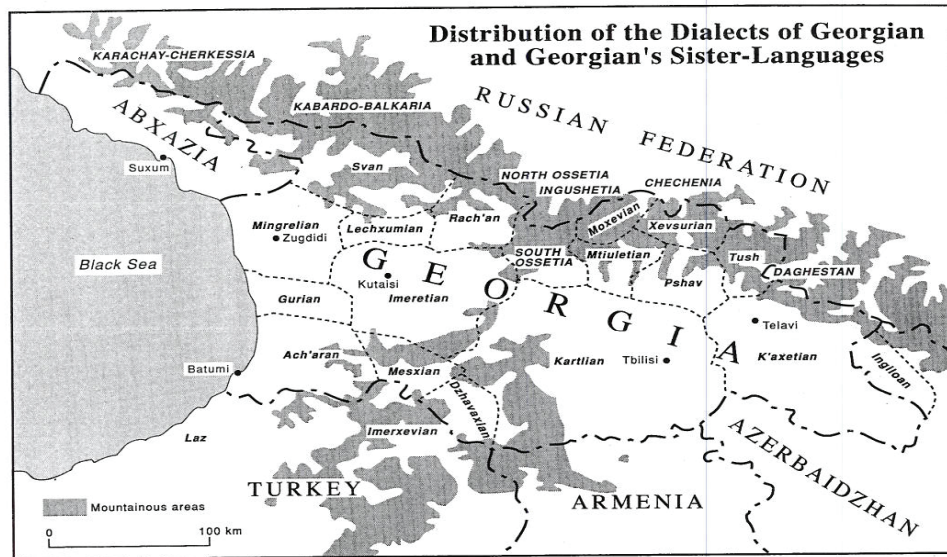 Distribution of the Dialects of Georgian
and Georgian's Sister-Languages
KARACHAY-CHERKESSIA
KABARDO-BALKARIA
RUSSIAN FEDERATION
ABXAZIA
Suxum
Svan
NORTH OSSETIA
INGUSHETIA
CHECHENIA
Mingrelian
Zugdidi
Lechxumian
Rach'an
Moxevian
Xevsurian
Black Sea
GEORGIA
SOUTH
OSSETIA
Mtiuletian
Tush
DAGHESTAN
Pshav
Kutaisi
Imeretian
Gurian
Telavi
Ach'aran
Kartlian
Tbilisi
K'axetian
Ingiloan
Batumi
Mesxian
Dzhavaxian
Laz
Imerxevian
AZERBAIDZHAN
TURKEY
ARMENIA
Mountainous areas
0 100 km